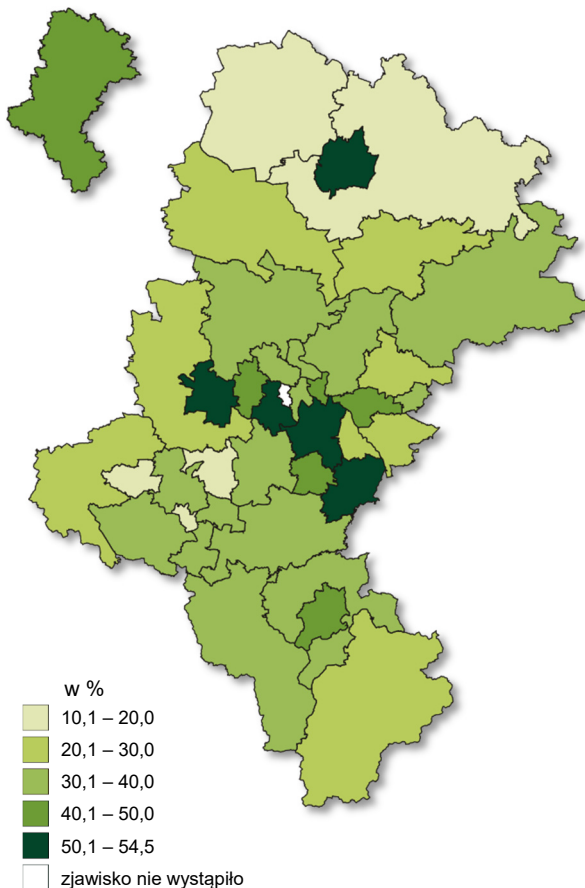 w %
10,1 – 20,0
20,1 – 30,0
30,1 – 40,0
40,1 – 50,0
50,1 – 54,5
zjawisko nie wystąpiło